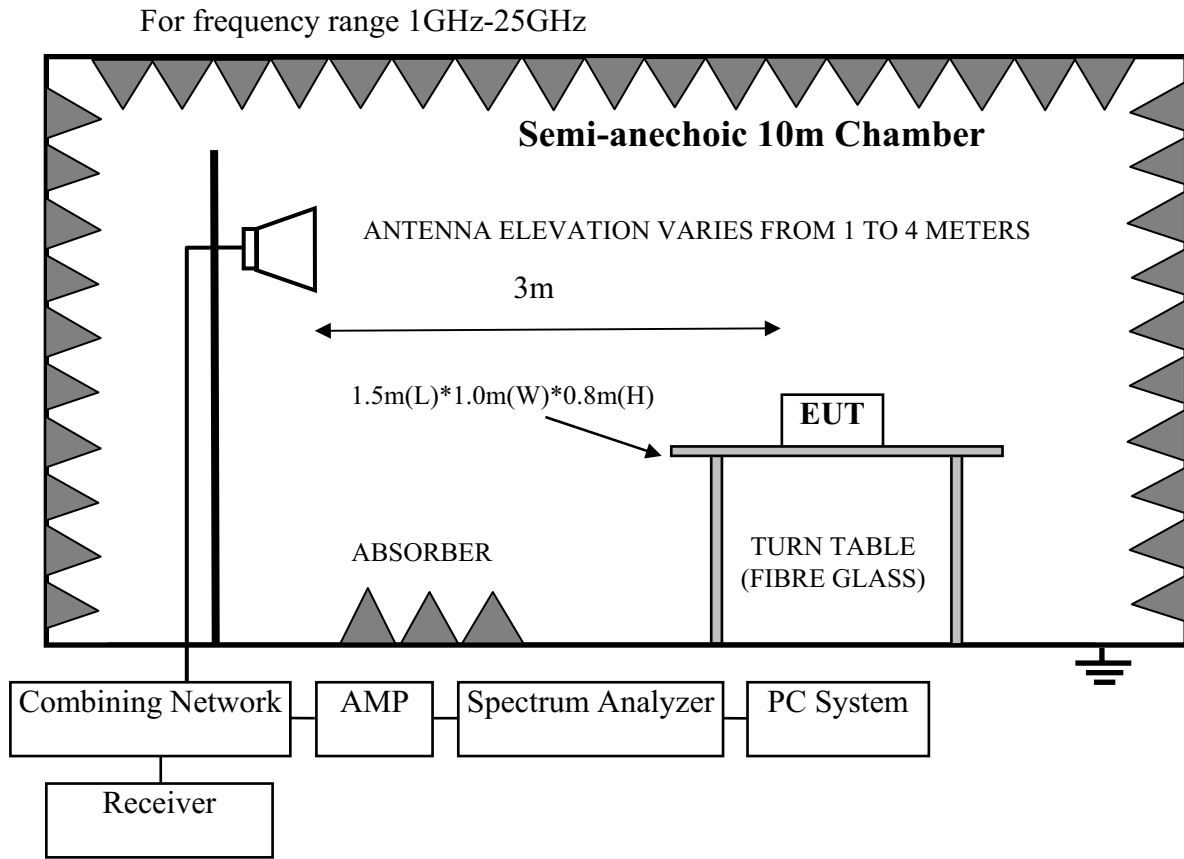 For frequency range 1GHz-25GHz
Semi-anechoic 10m Chamber
ANTENNA ELEVATION VARIES FROM 1 TO 4 METERS
3m
1.5m(L)*1.0m(W)*0.8m(H)
EUT
ABSORBER
TURN TABLE
(FIBRE GLASS)
Combining Network
AMP
Spectrum Analyzer
PC System
Receiver